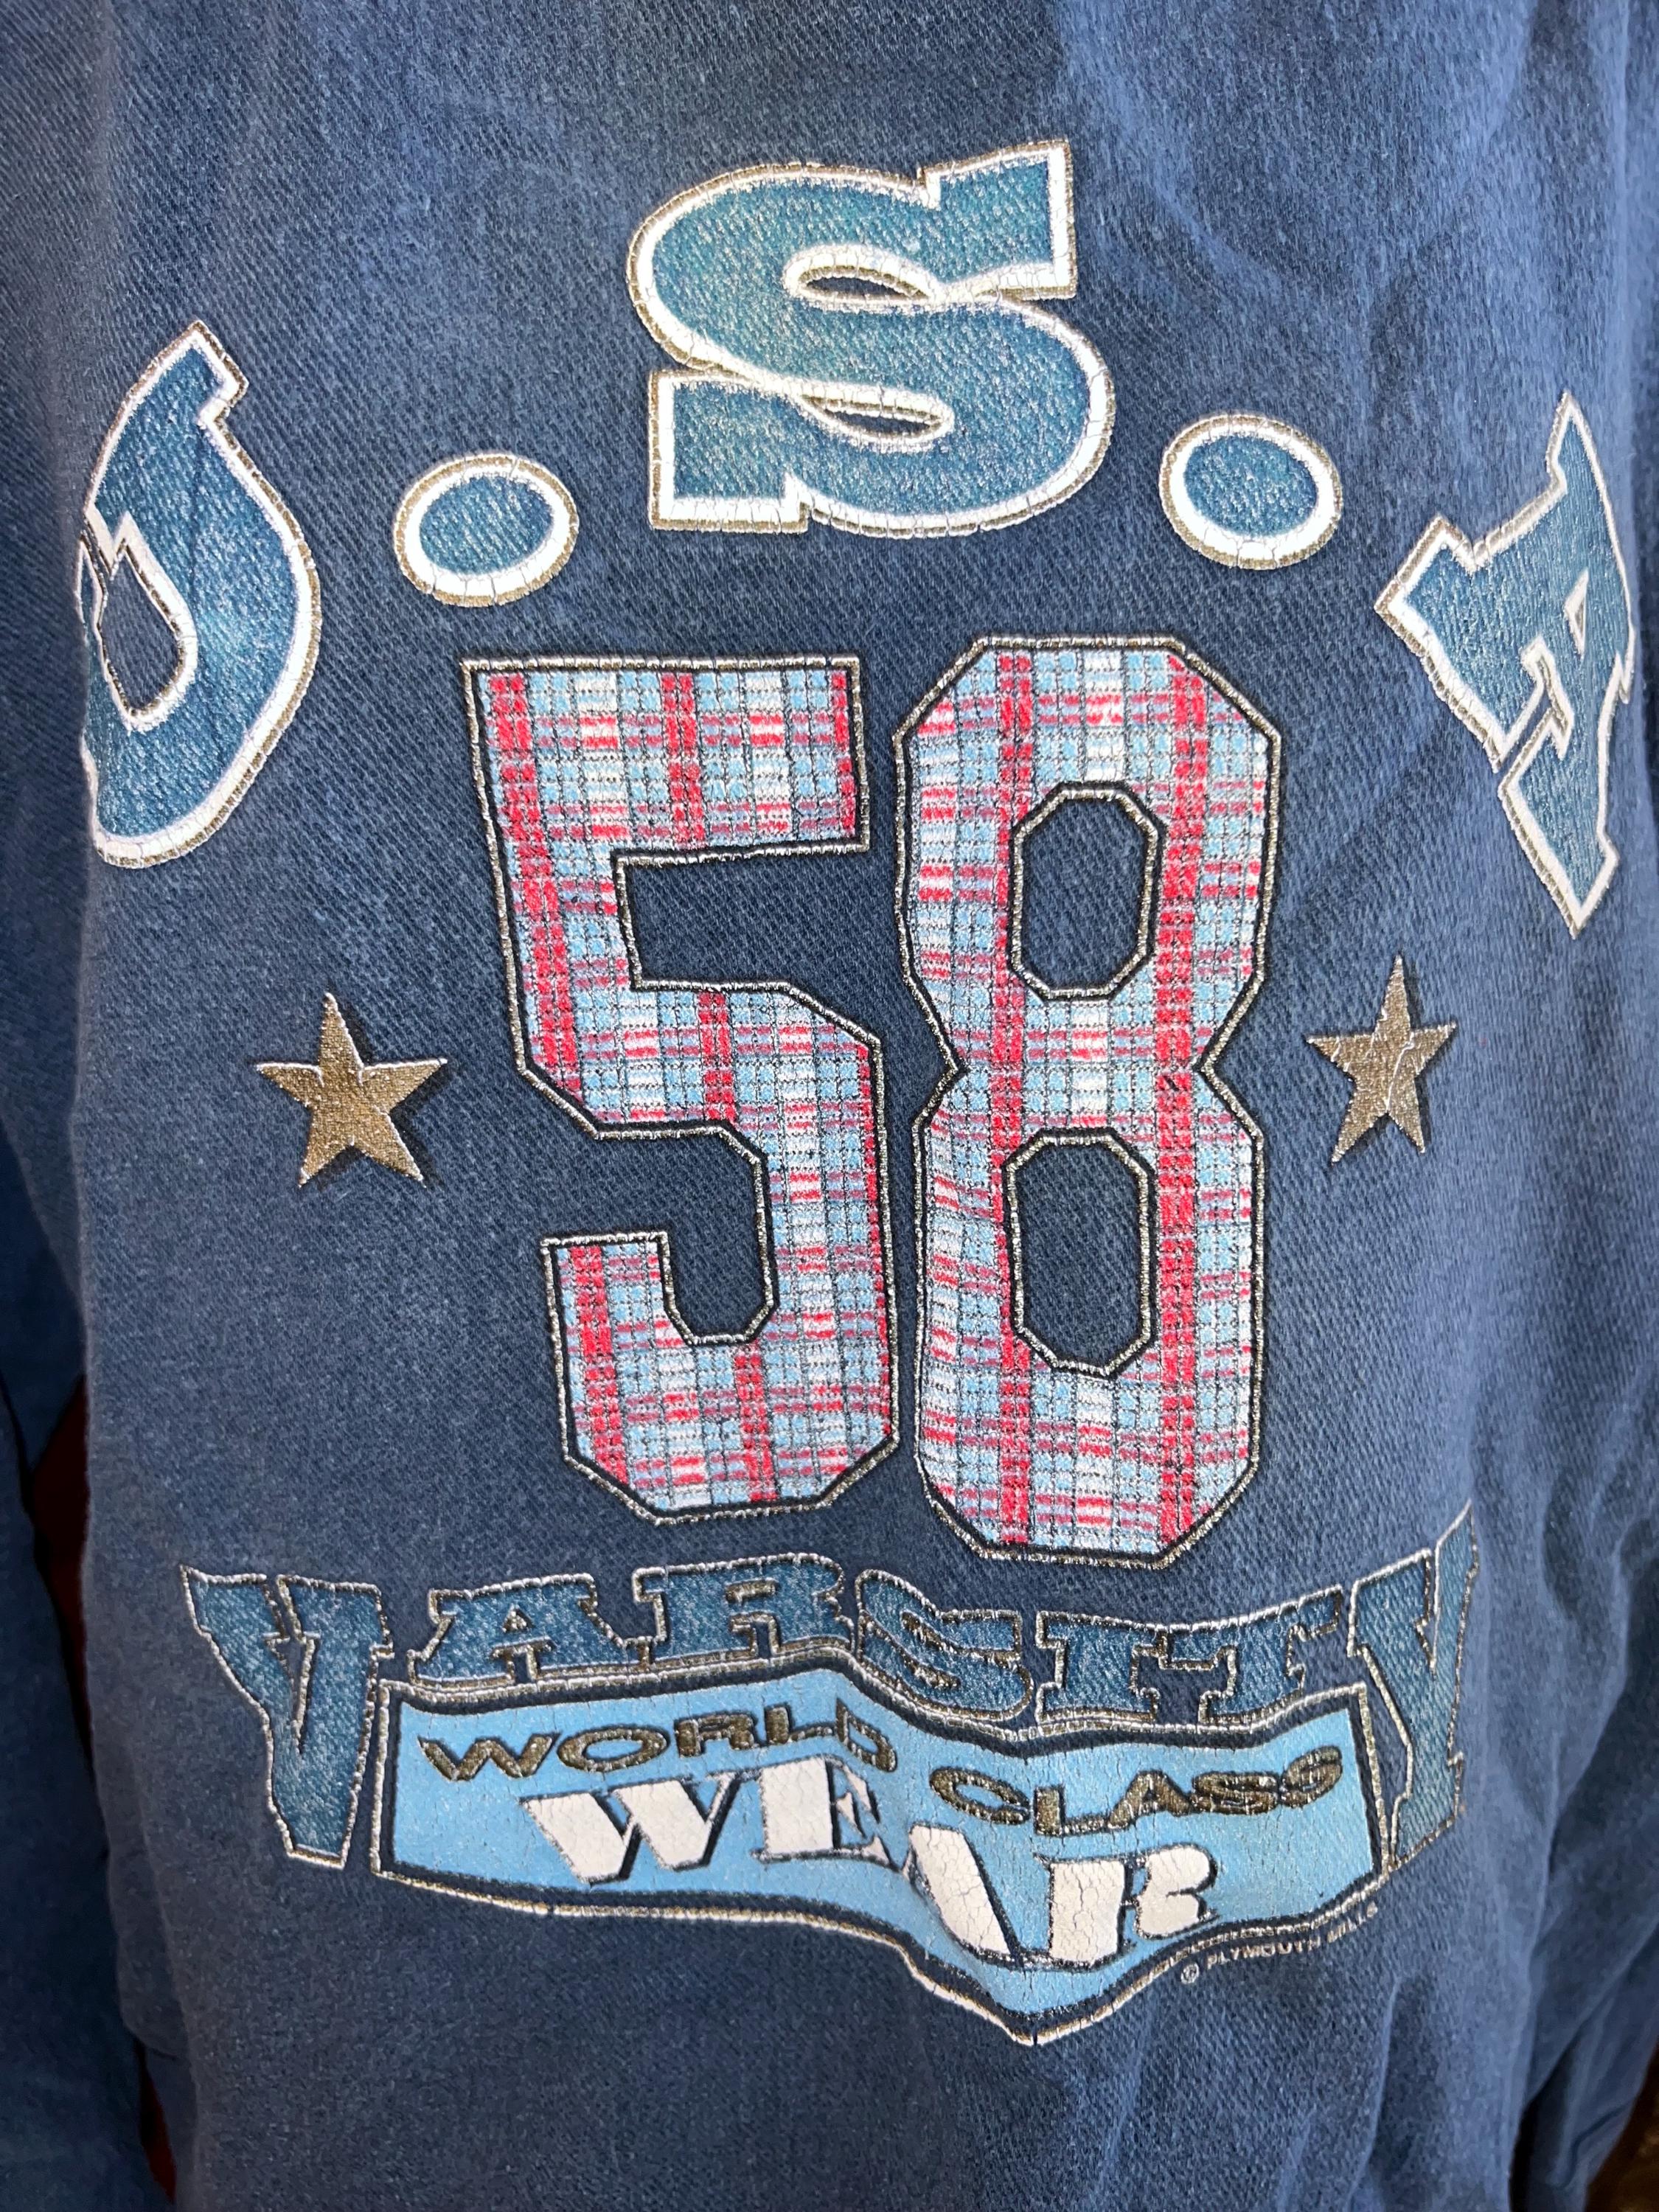 U.S.A
58
VARSITY
WORLD CLASS
WEAR
© PLYMOUTH MILLS